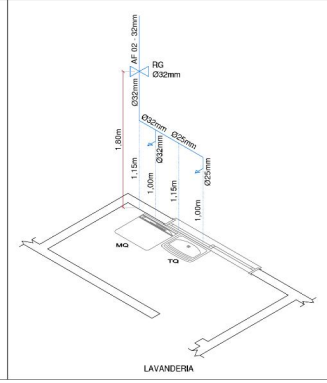 AF 02 - 32mm
RG
Ø32mm
Ø32mm
1,80m
Ø32mm
Ø25mm
Ø32mm
Ø25mm
1,15m
1,00m
1,15m
1,00m
MQ
TQ
LAVANDERIA